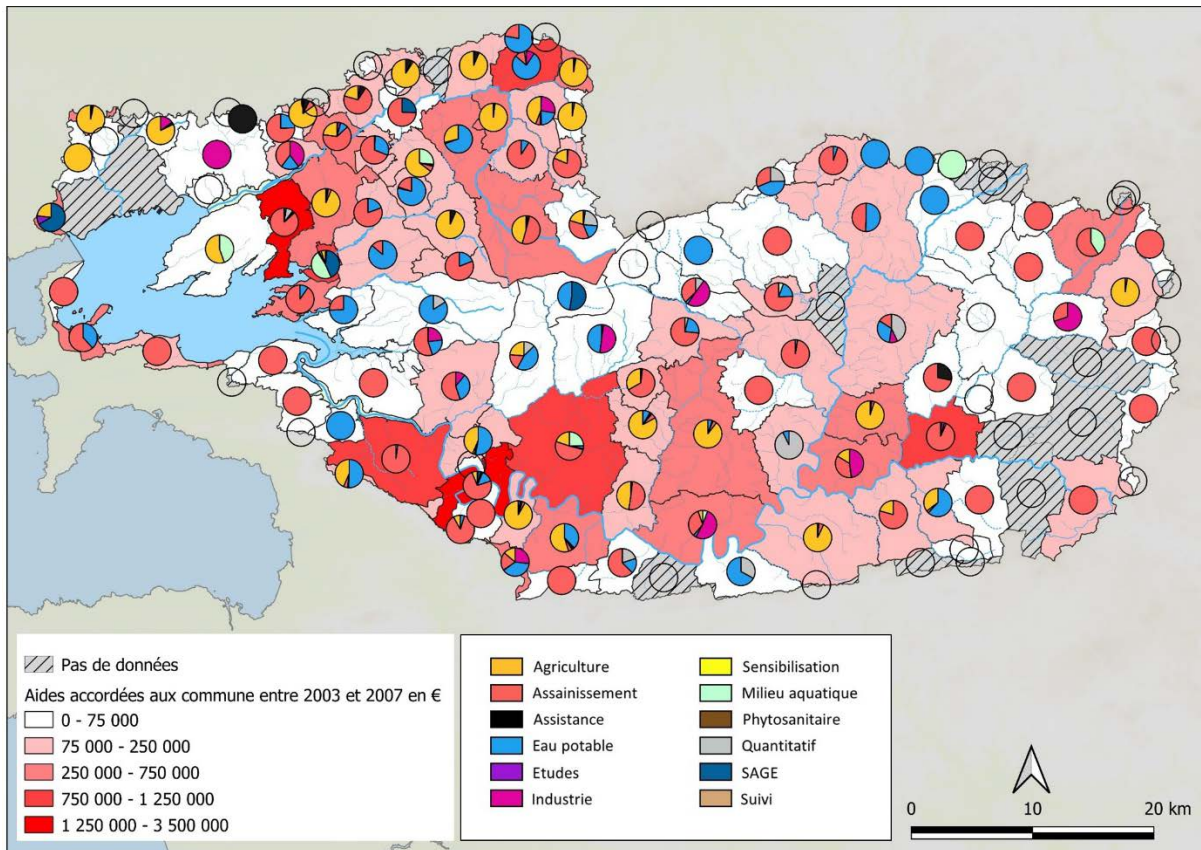 Pas de données
Aides accordées aux commune entre 2003 et 2007 en €
0 - 75 000
75 000 - 250 000
250 000 - 750 000
750 000 - 1 250 000
1 250 000 - 3 500 000
Agriculture
Assainissement
Assistance
Eau potable
Etudes
Industrie
Sensibilisation
Milieu aquatique
Phytosanitaire
Quantitatif
SAGE
Suivi
0 10 20 km